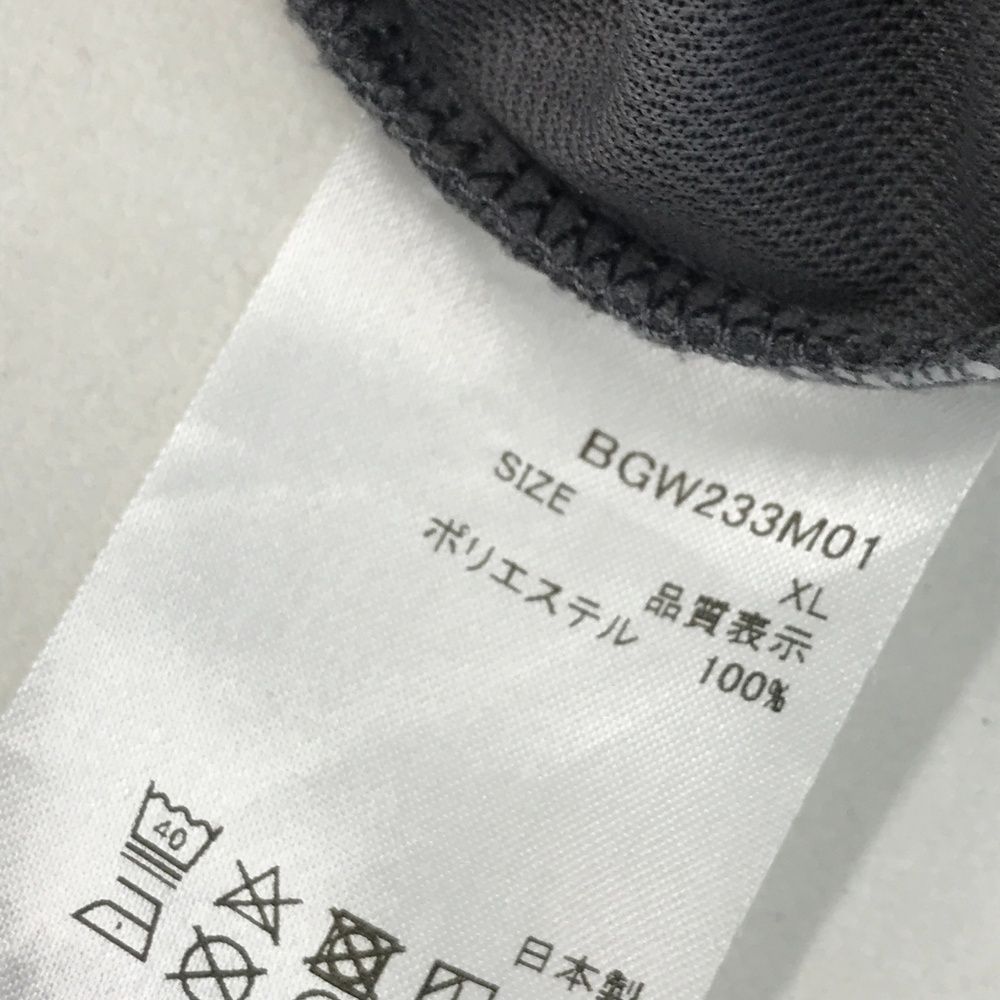 BGW233M01
SIZE XL
品質表示
ポリエステル 100%
40
日本製